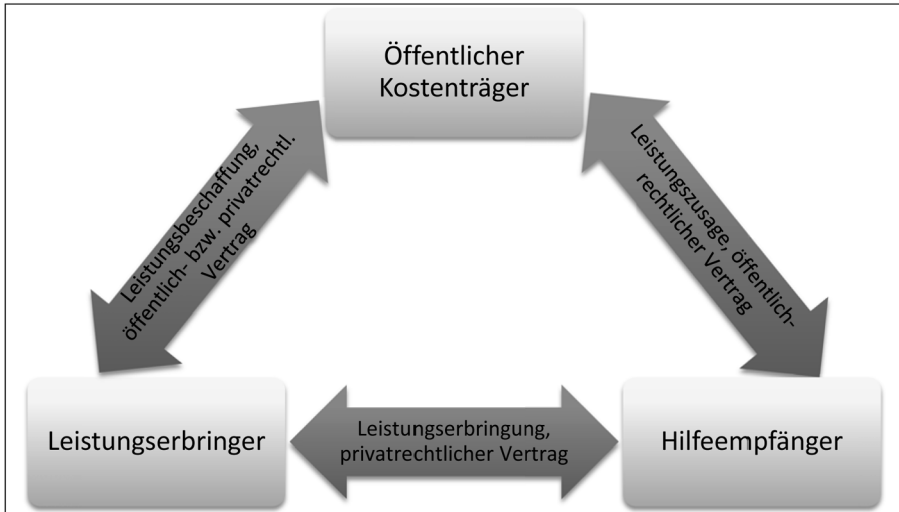 Öffentlicher
Kostenträger
Leistungsbeschaffung,
öffentlich- bzw. privatrechtl.
Vertrag
Leistungszusage, öffentlich-
rechtlicher Vertrag
Leistungserbringer
Leistungserbringung,
privatrechtlicher Vertrag
Hilfeempfänger